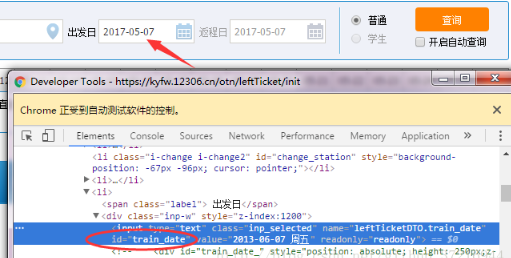 出发日 2017-05-07 返程日 2017-05-07 普通 查询
学生 开启自动查询
Developer Tools - https://kyfw.12306.cn/otn/leftTicket/init
Chrome 正受到自动测试软件的控制。
Elements Console Sources Network Performance Memory Application »
<li class="i-change i-change2" id="change_station" style="background-
position: -67px -96px; cursor: pointer;"></li>
<li>…</li>
<li>
<span class="label"> 出发日</span>
<div class="inp-w" style="z-index:1200">
<input type="text" class="inp_selected" name="leftTicketDTO.train_date"
id="train_date" value="2013-06-07 周五" readonly="readonly"> == $0
<!-- <div id="train_date_" style="position: absolute; height: 250px;z-